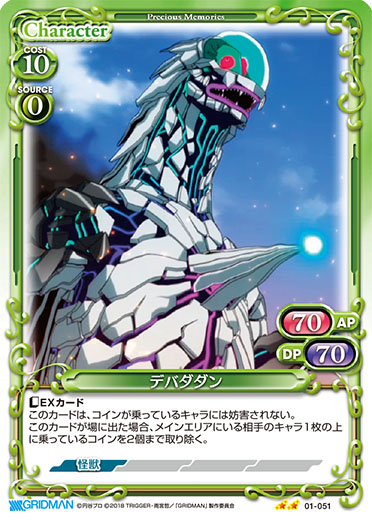 Precious Memories
Character
COST
10
SOURCE
0
70 AP
DP 70
デバダダン
EXカード
このカードは、コインが乗っているキャラには妨害されない。
このカードが場に出た場合、メインエリアにいる相手のキャラ1枚の上
に乗っているコインを2個まで取り除く。
怪獣
GRIDMAN
©円谷プロ ©2018 TRIGGER・雨宮哲/「GRIDMAN」製作委員会
01-051